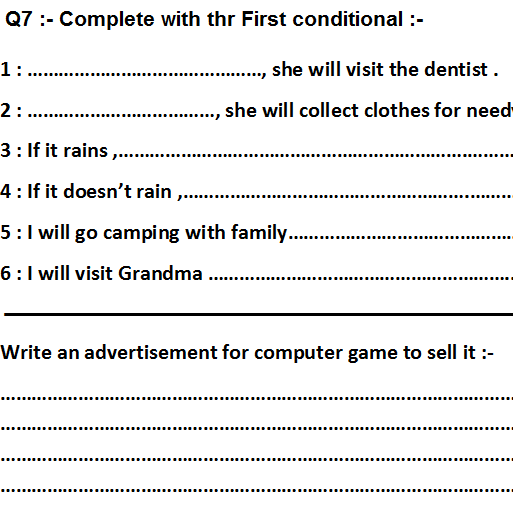 Q7 :- Complete with thr First conditional :-
1 : ............................................, she will visit the dentist .
2 : ..................................., she will collect clothes for need
3 : If it rains ,..........................................................................
4 : If it doesn’t rain ,..............................................................
5 : I will go camping with family..........................................
6 : I will visit Grandma .........................................................
Write an advertisement for computer game to sell it :-
................................................................................................
................................................................................................
................................................................................................
................................................................................................